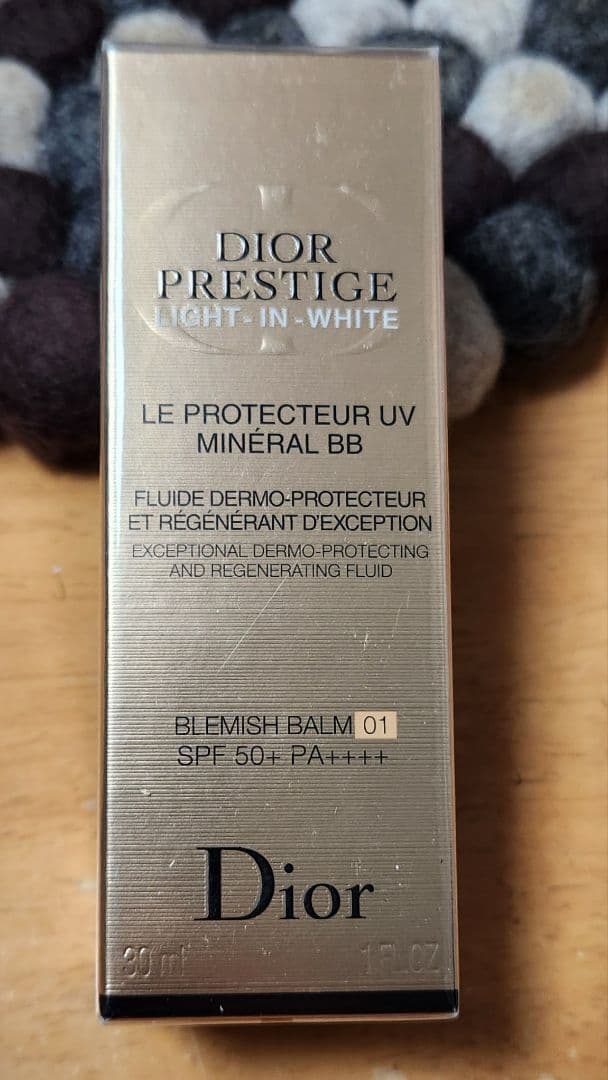 DIOR
PRESTIGE
LIGHT-IN-WHITE
LE PROTECTEUR UV
MINÉRAL BB
FLUIDE DERMO-PROTECTEUR
ET RÉGÉNÉRANT D'EXCEPTION
EXCEPTIONAL DERMO-PROTECTING
AND REGENERATING FLUID
BLEMISH BALM 01
SPF 50+ PA++++
Dior
30 ml 1 FL.OZ